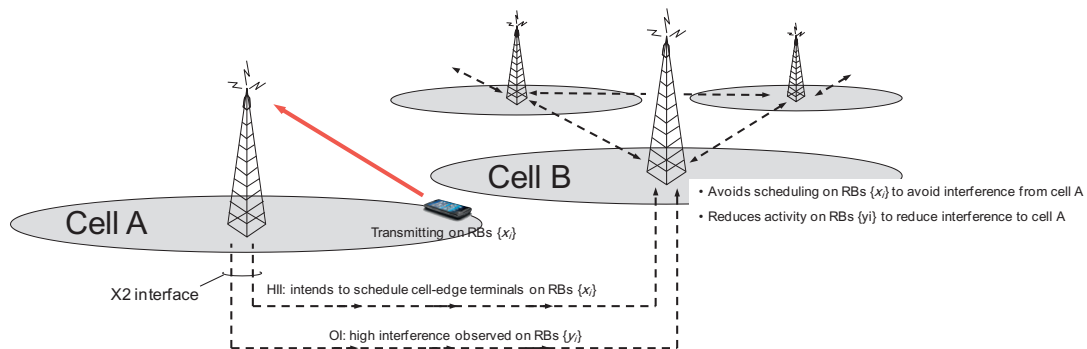 Cell B
• Avoids scheduling on RBs {xi} to avoid interference from cell A
Cell A
• Reduces activity on RBs {yi} to reduce interference to cell A
Transmitting on RBs {xi}
X2 interface
HII: intends to schedule cell-edge terminals on RBs {xi}
OI: high interference observed on RBs {yi}